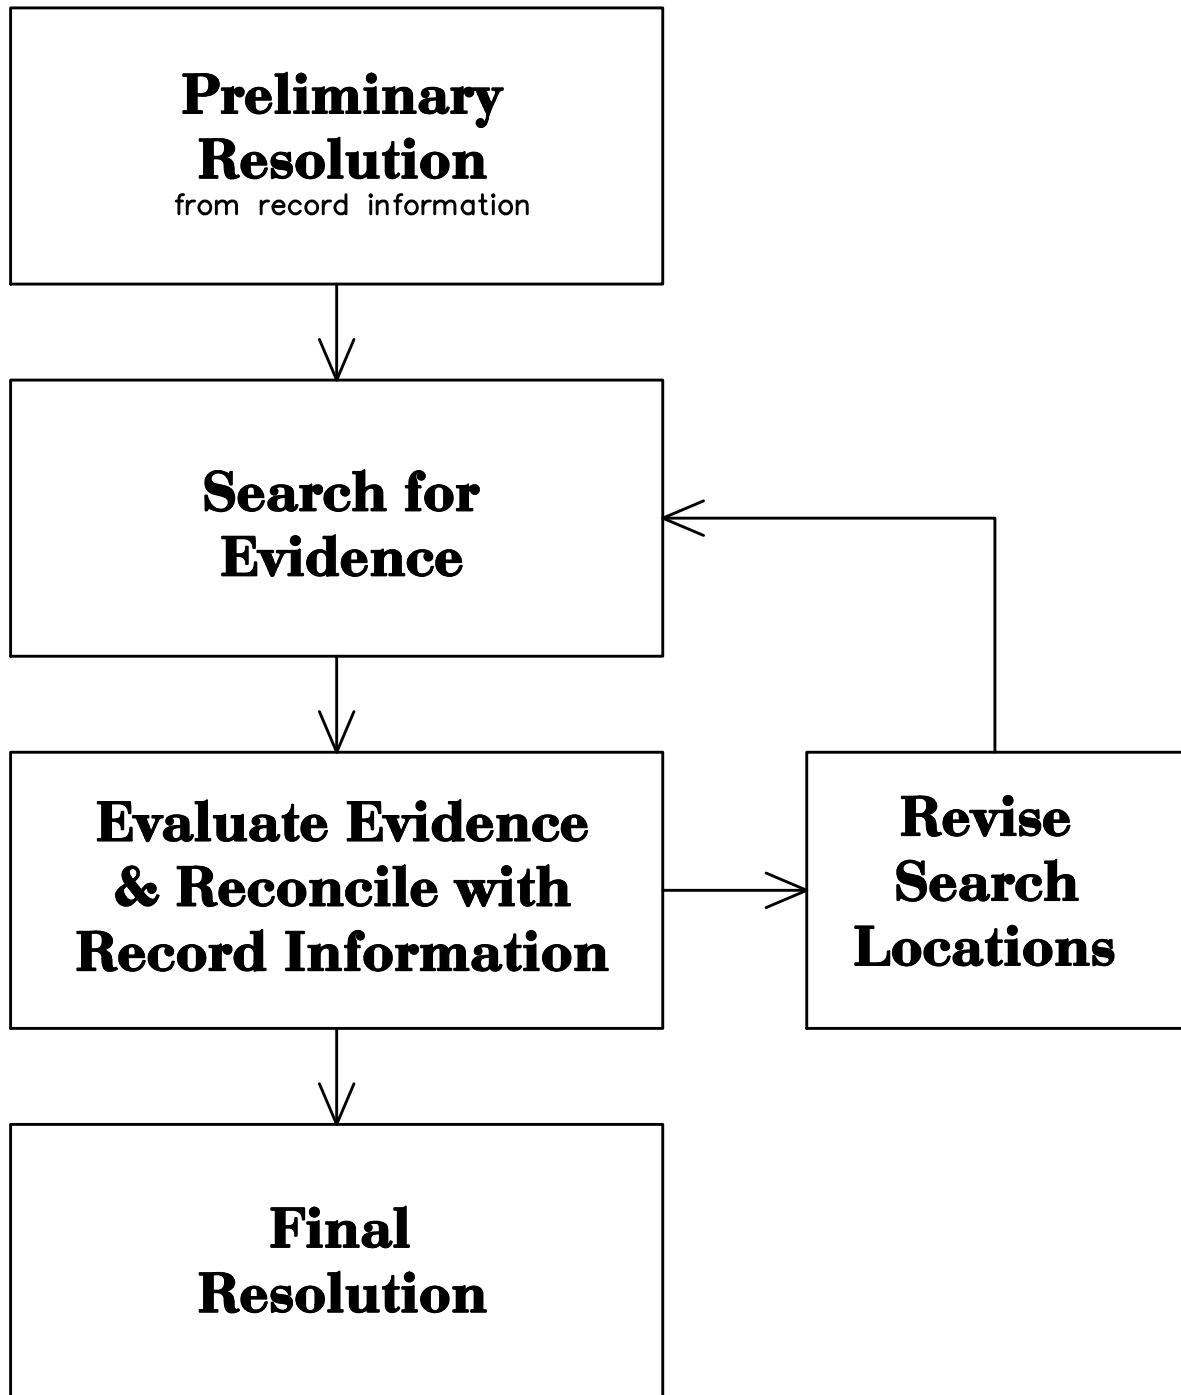 Preliminary
Resolution
from record information
Search for
Evidence
Evaluate Evidence
& Reconcile with
Record Information
Revise
Search
Locations
Final
Resolution